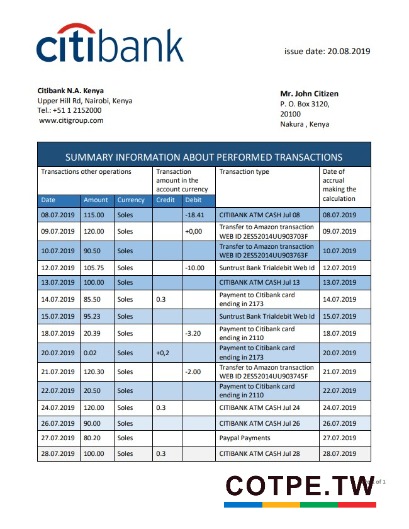 citibank
issue date: 20.08.2019
Citibank N.A. Kenya
Upper Hill Rd, Nairobi, Kenya
Tel.: +51 1 2152000
www.citigroup.com
Mr. John Citizen
P. O. Box 3120,
20100
Nakura , Kenya
SUMMARY INFORMATION ABOUT PERFORMED TRANSACTIONS
Transactions other operations
Transaction
amount in the
account currency
Transaction type
Date of
accrual
making the
calculation
Date Amount Currency Credit Debit
08.07.2019 115.00 Soles -18.41 CITIBANK ATM CASH Jul 08 08.07.2019
09.07.2019 120.00 Soles +0,00 Transfer to Amazon transaction 09.07.2019
WEB ID 2ES52014UU903703F
10.07.2019 90.50 Soles Transfer to Amazon transaction 10.07.2019
WEB ID 2ES52014UU903763F
12.07.2019 105.75 Soles -10.00 Suntrust Bank Trialdebit Web Id 12.07.2019
13.07.2019 100.00 Soles CITIBANK ATM CASH Jul 13 13.07.2019
14.07.2019 85.50 Soles 0.3 Payment to Citibank card 14.07.2019
ending in 2173
15.07.2019 95.23 Soles Suntrust Bank Trialdebit Web Id 15.07.2019
18.07.2019 20.39 Soles -3.20 Payment to Citibank card 18.07.2019
ending in 2110
20.07.2019 0.02 Soles +0,2 Payment to Citibank card 20.07.2019
ending in 2173
21.07.2019 120.30 Soles -2.00 Transfer to Amazon transaction 21.07.2019
WEB ID 2ES52014UU903745F
22.07.2019 20.50 Soles Payment to Citibank card 22.07.2019
ending in 2110
24.07.2019 120.00 Soles 0.3 CITIBANK ATM CASH Jul 24 24.07.2019
26.07.2019 90.00 Soles CITIBANK ATM CASH Jul 26 26.07.2019
27.07.2019 80.20 Soles Paypal Payments 27.07.2019
28.07.2019 100.00 Soles 0.3 CITIBANK ATM CASH Jul 28 28.07.2019
of 1
COTPE.TW